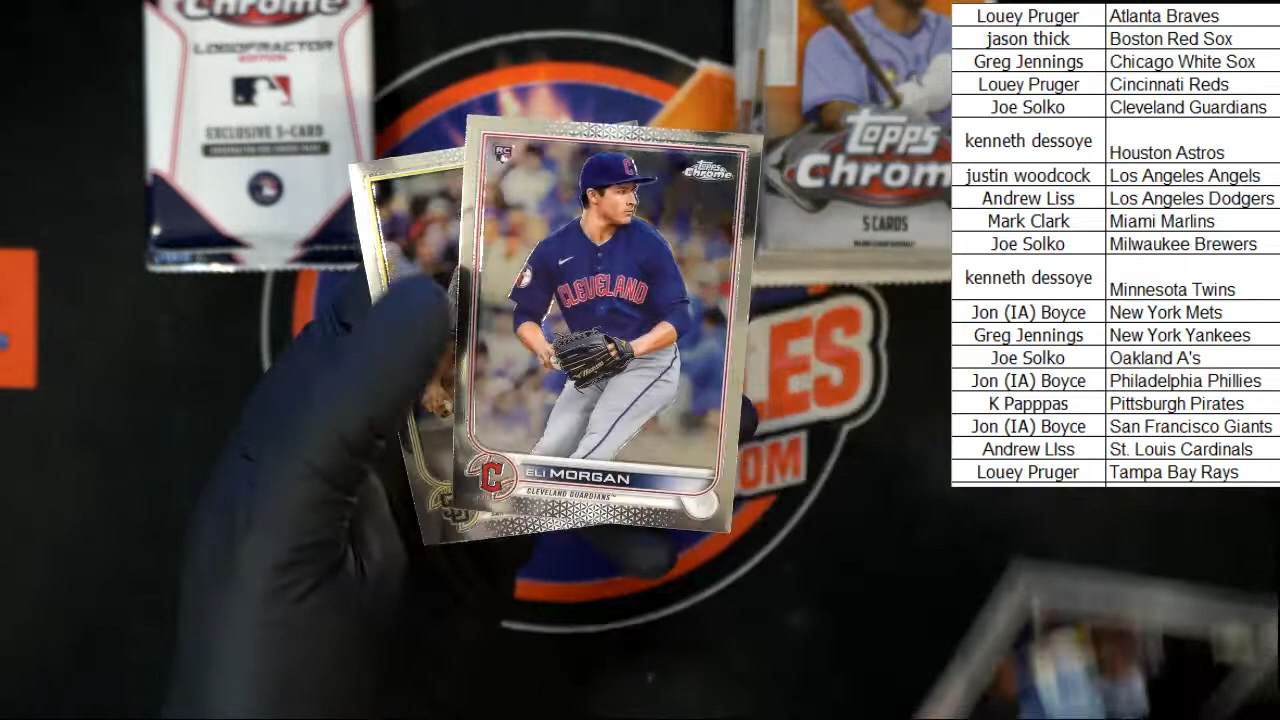 Chrome
LOGOFRACTOR
EDITION
EXCLUSIVE 5-CARD
Topps
Chrome
5 CARDS
RC
Topps
Chrome
C
CLEVELAND
C
ELI MORGAN
CLEVELAND GUARDIANS™
SD
LES
OM
Louey Pruger Atlanta Braves
jason thick Boston Red Sox
Greg Jennings Chicago White Sox
Louey Pruger Cincinnati Reds
Joe Solko Cleveland Guardians
kenneth dessoye Houston Astros
justin woodcock Los Angeles Angels
Andrew Liss Los Angeles Dodgers
Mark Clark Miami Marlins
Joe Solko Milwaukee Brewers
kenneth dessoye Minnesota Twins
Jon (IA) Boyce New York Mets
Greg Jennings New York Yankees
Joe Solko Oakland A's
Jon (IA) Boyce Philadelphia Phillies
K Papppas Pittsburgh Pirates
Jon (IA) Boyce San Francisco Giants
Andrew LIss St. Louis Cardinals
Louey Pruger Tampa Bay Rays